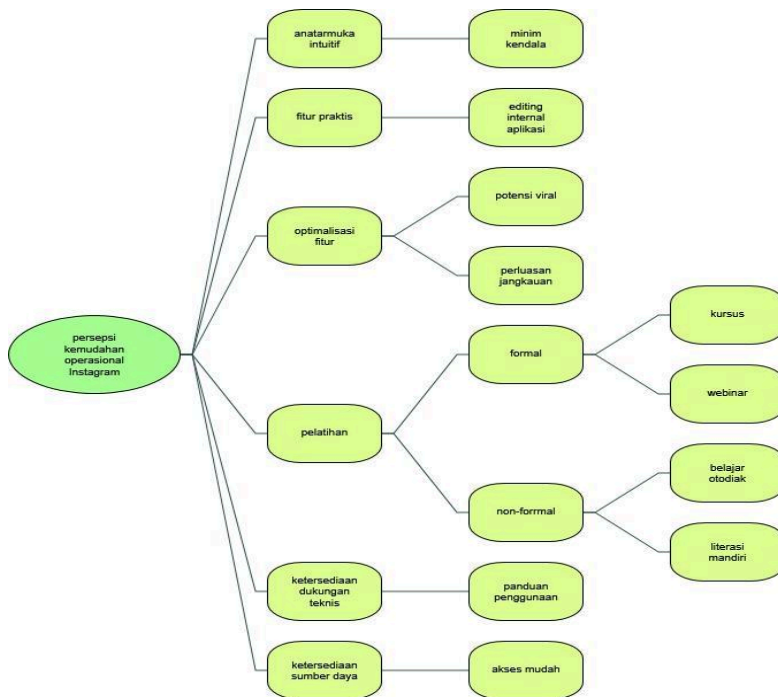 anatarmuka
intuitif
minim
kendala
fitur praktis
editing
internal
aplikasi
optimalisasi
fitur
potensi viral
perluasan
jangkauan
persepsi
kemudahan
operasional
Instagram
pelatihan
formal
kursus
webinar
non-forrmal
belajar
otodiak
literasi
mandiri
ketersediaan
dukungan
teknis
panduan
penggunaan
ketersediaan
sumber daya
akses mudah